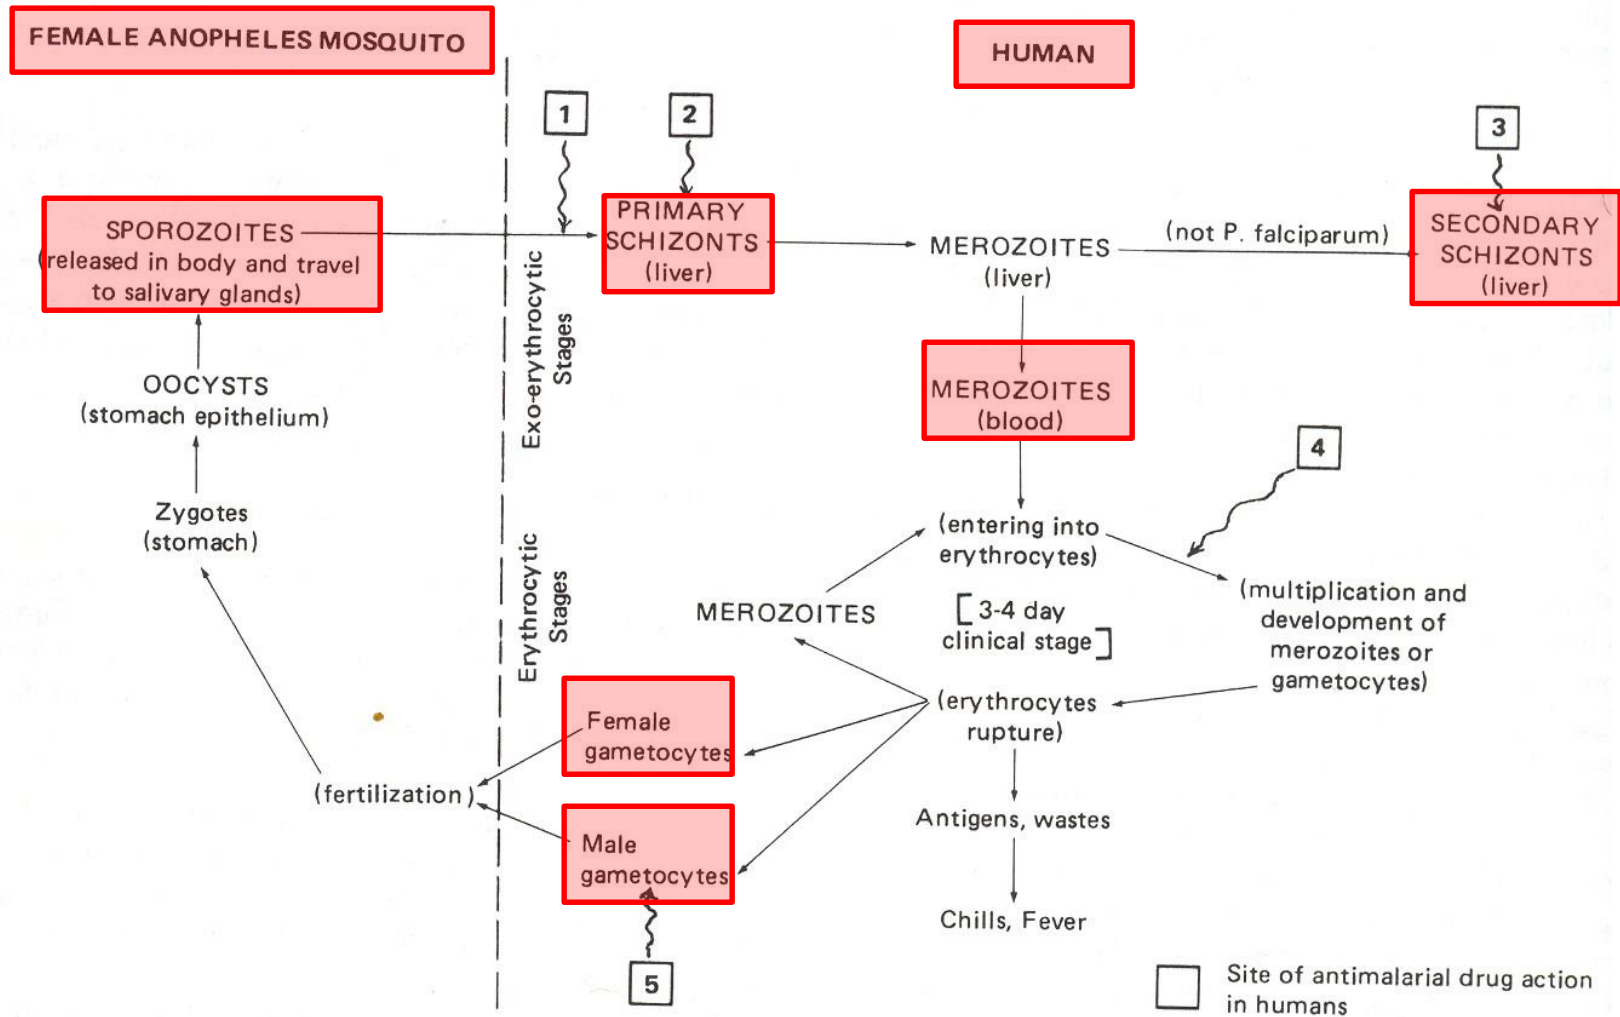 FEMALE ANOPHELES MOSQUITO
HUMAN
1
2
3
SPOROZOITES
(released in body and travel
to salivary glands)
PRIMARY
SCHIZONTS
(liver)
MEROZOITES
(liver)
(not P. falciparum)
SECONDARY
SCHIZONTS
(liver)
Exo-erythrocytic
Stages
OOCYSTS
(stomach epithelium)
MEROZOITES
(blood)
4
Zygotes
(stomach)
(entering into
erythrocytes)
Erythrocytic
Stages
MEROZOITES
[ 3-4 day
clinical stage ]
(multiplication and
development of
merozoites or
gametocytes)
Female
gametocytes
(erythrocytes
rupture)
(fertilization)
Male
gametocytes
Antigens, wastes
Chills, Fever
5
Site of antimalarial drug action
in humans